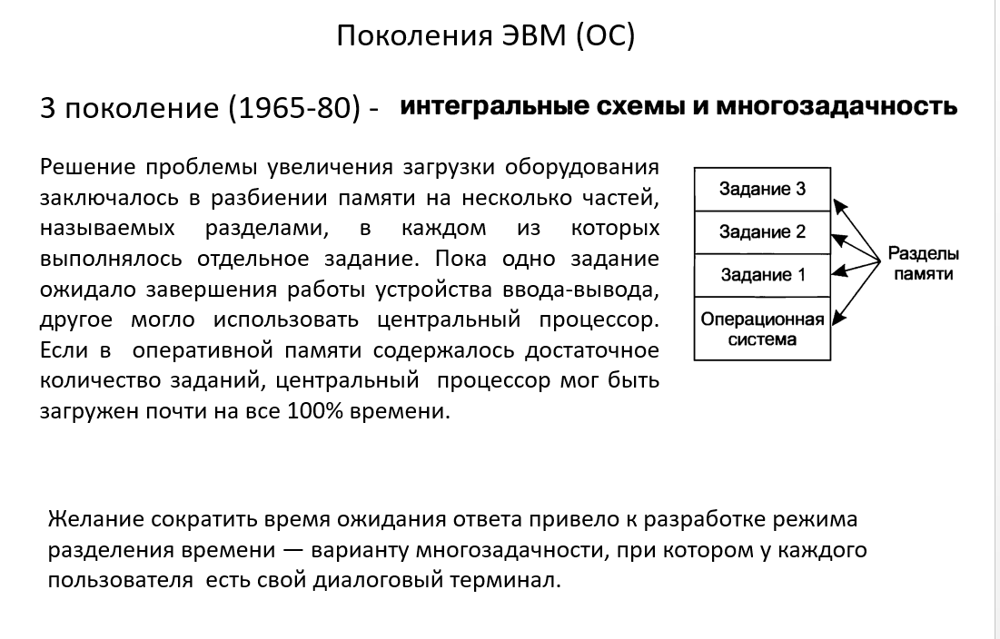 Поколения ЭВМ (ОС)
3 поколение (1965-80) - интегральные схемы и многозадачность
Решение проблемы увеличения загрузки оборудования
заключалось в разбиении памяти на несколько частей,
называемых разделами, в каждом из которых
выполнялось отдельное задание. Пока одно задание
ожидало завершения работы устройства ввода-вывода,
другое могло использовать центральный процессор.
Если в оперативной памяти содержалось достаточное
количество заданий, центральный процессор мог быть
загружен почти на все 100% времени.
Задание 3
Задание 2
Задание 1
Операционная
система
Разделы
памяти
Желание сократить время ожидания ответа привело к разработке режима
разделения времени — варианту многозадачности, при котором у каждого
пользователя есть свой диалоговый терминал.